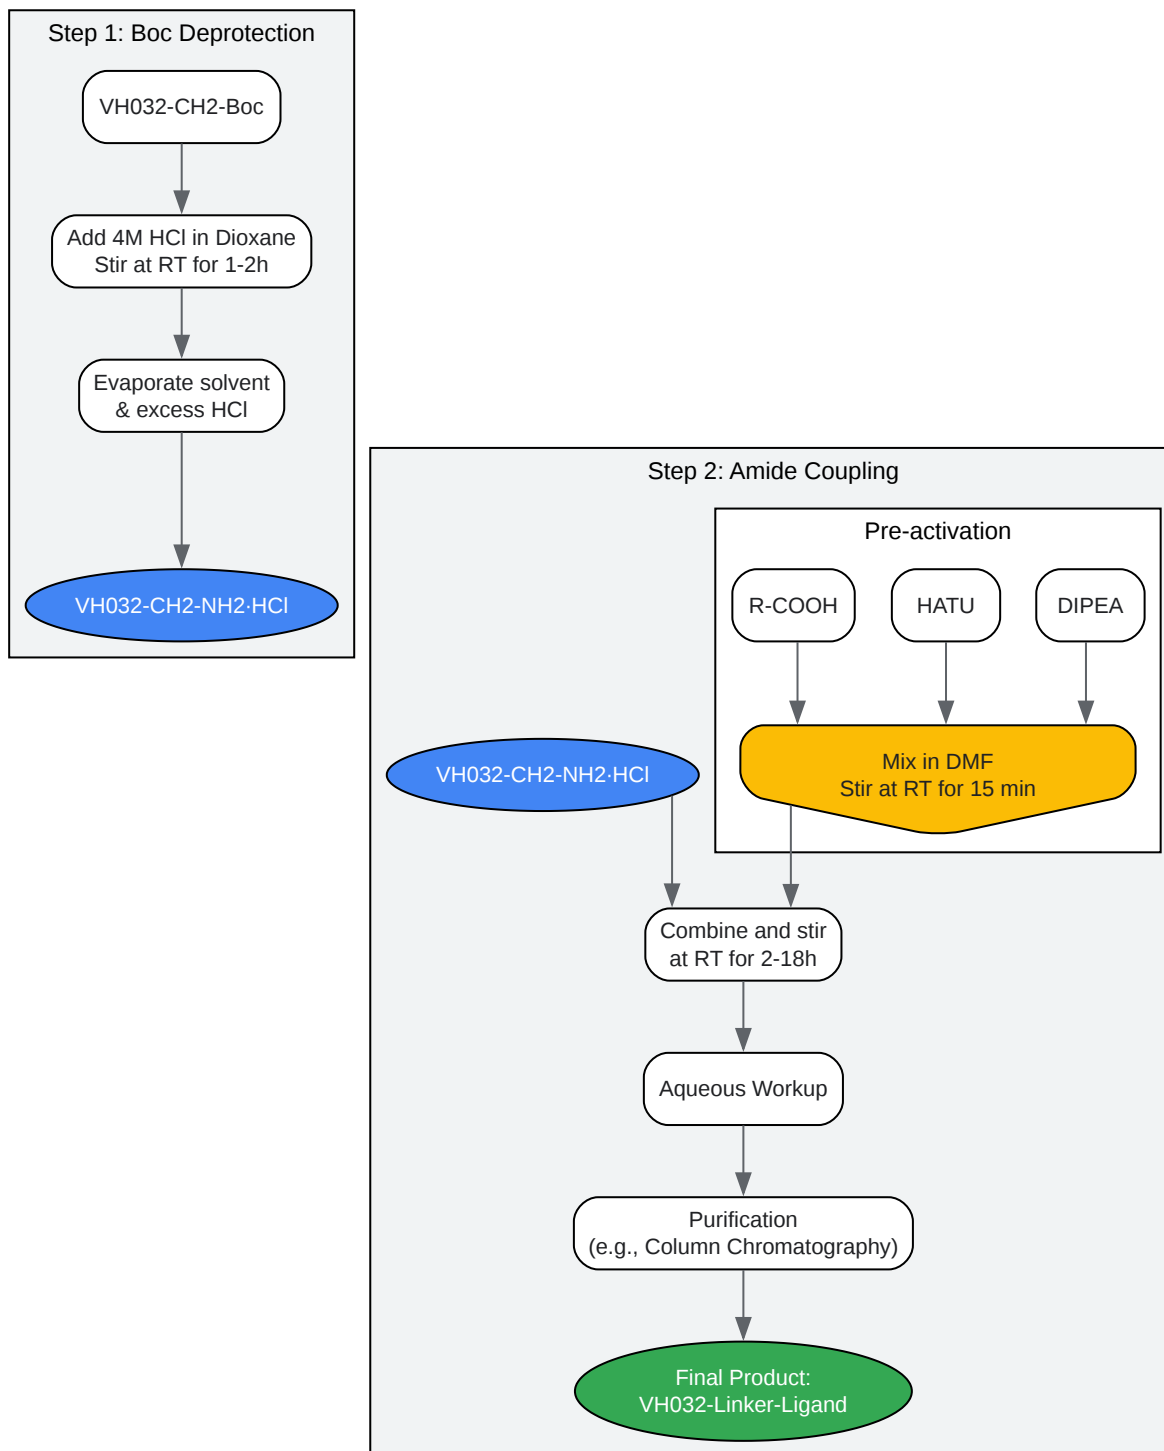 Step 1: Boc Deprotection
VH032-CH2-Boc
Add 4M HCl in Dioxane
Stir at RT for 1-2h
Evaporate solvent
& excess HCl
VH032-CH2-NH2·HCl
Step 2: Amide Coupling
Pre-activation
R-COOH
HATU
DIPEA
Mix in DMF
Stir at RT for 15 min
VH032-CH2-NH2·HCl
Combine and stir
at RT for 2-18h
Aqueous Workup
Purification
(e.g., Column Chromatography)
Final Product:
VH032-Linker-Ligand